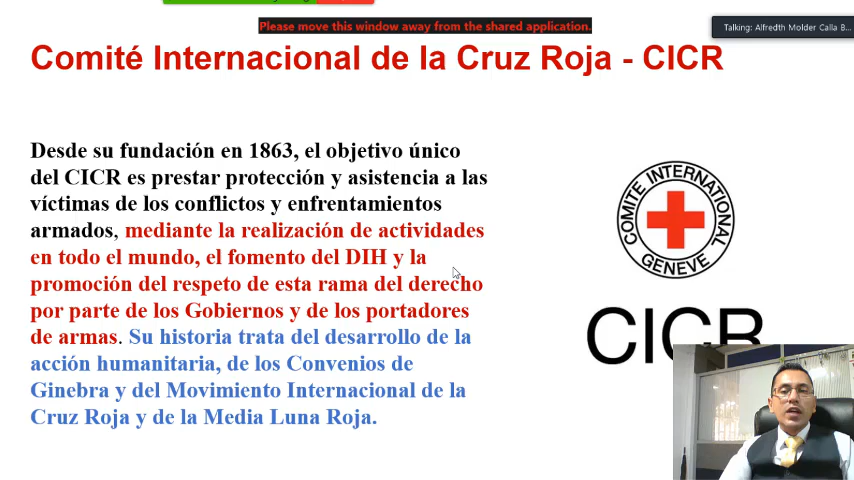 Please move this window away from the shared application.
Talking: Alfredth Molder Calla B...
Comité Internacional de la Cruz Roja - CICR
Desde su fundación en 1863, el objetivo único
del CICR es prestar protección y asistencia a las
víctimas de los conflictos y enfrentamientos
armados, mediante la realización de actividades
en todo el mundo, el fomento del DIH y la
promoción del respeto de esta rama del derecho
por parte de los Gobiernos y de los portadores
de armas. Su historia trata del desarrollo de la
acción humanitaria, de los Convenios de
Ginebra y del Movimiento Internacional de la
Cruz Roja y de la Media Luna Roja.
COMITE INTERNATIONAL
GENEVE
CICR